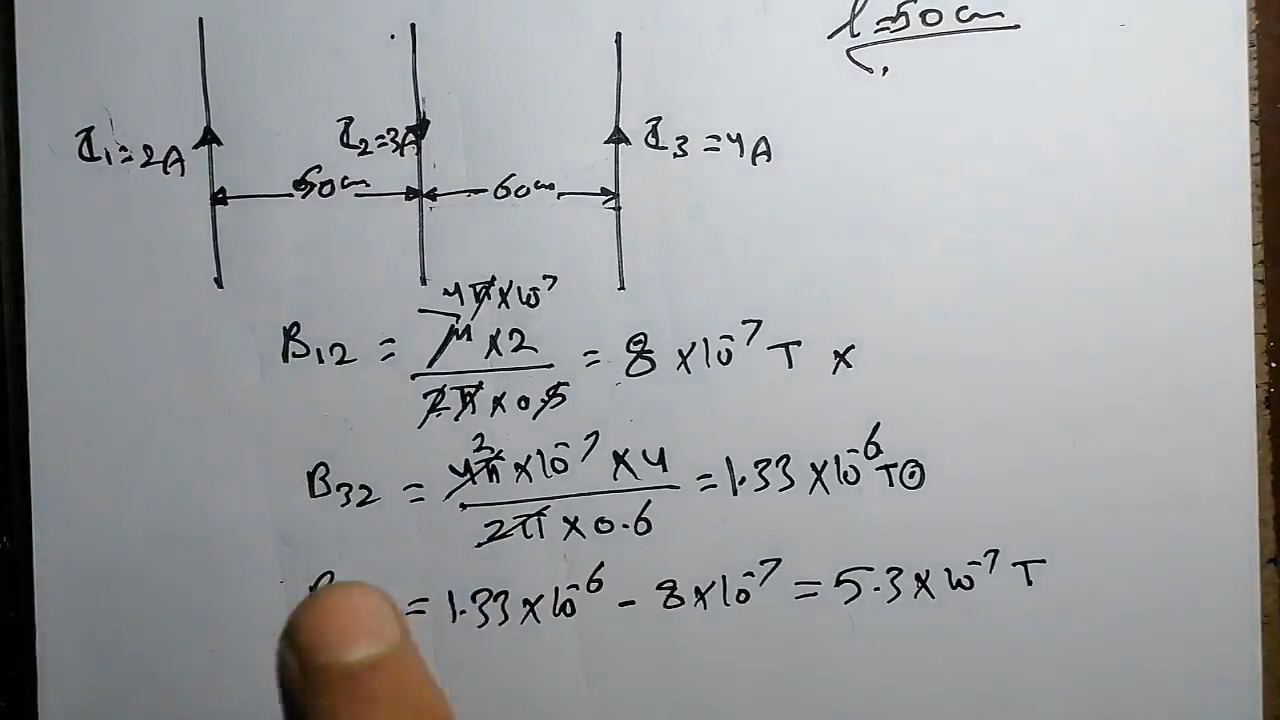 l=50cm
I₁=2A I₂=3A I₃=4A
50cm 60cm
4π×10⁻⁷
B₁₂ = μ×2 / 2π×0.5 = 8×10⁻⁷ T ×
B₃₂ = 4π×10⁻⁷×4 / 2π×0.6 = 1.33×10⁻⁶ T⊙
2
= 1.33×10⁻⁶ - 8×10⁻⁷ = 5.3×10⁻⁷ T